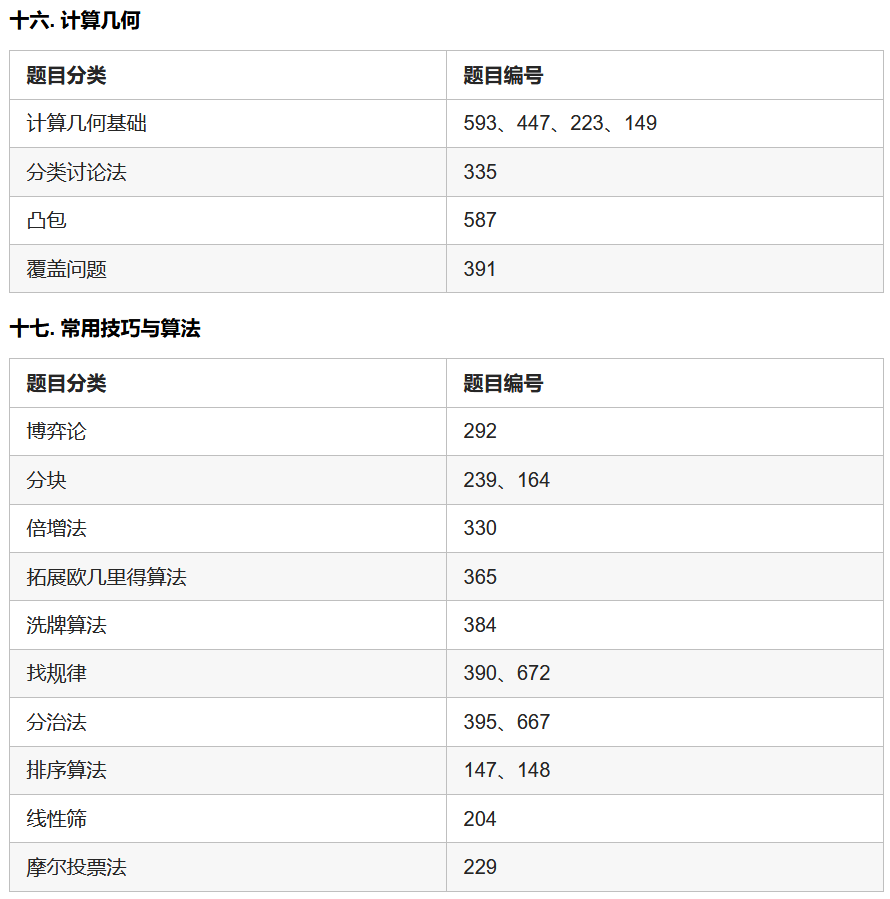 十六. 计算几何
题目分类 题目编号
计算几何基础 593、447、223、149
分类讨论法 335
凸包 587
覆盖问题 391
十七. 常用技巧与算法
题目分类 题目编号
博弈论 292
分块 239、164
倍增法 330
拓展欧几里得算法 365
洗牌算法 384
找规律 390、672
分治法 395、667
排序算法 147、148
线性筛 204
摩尔投票法 229